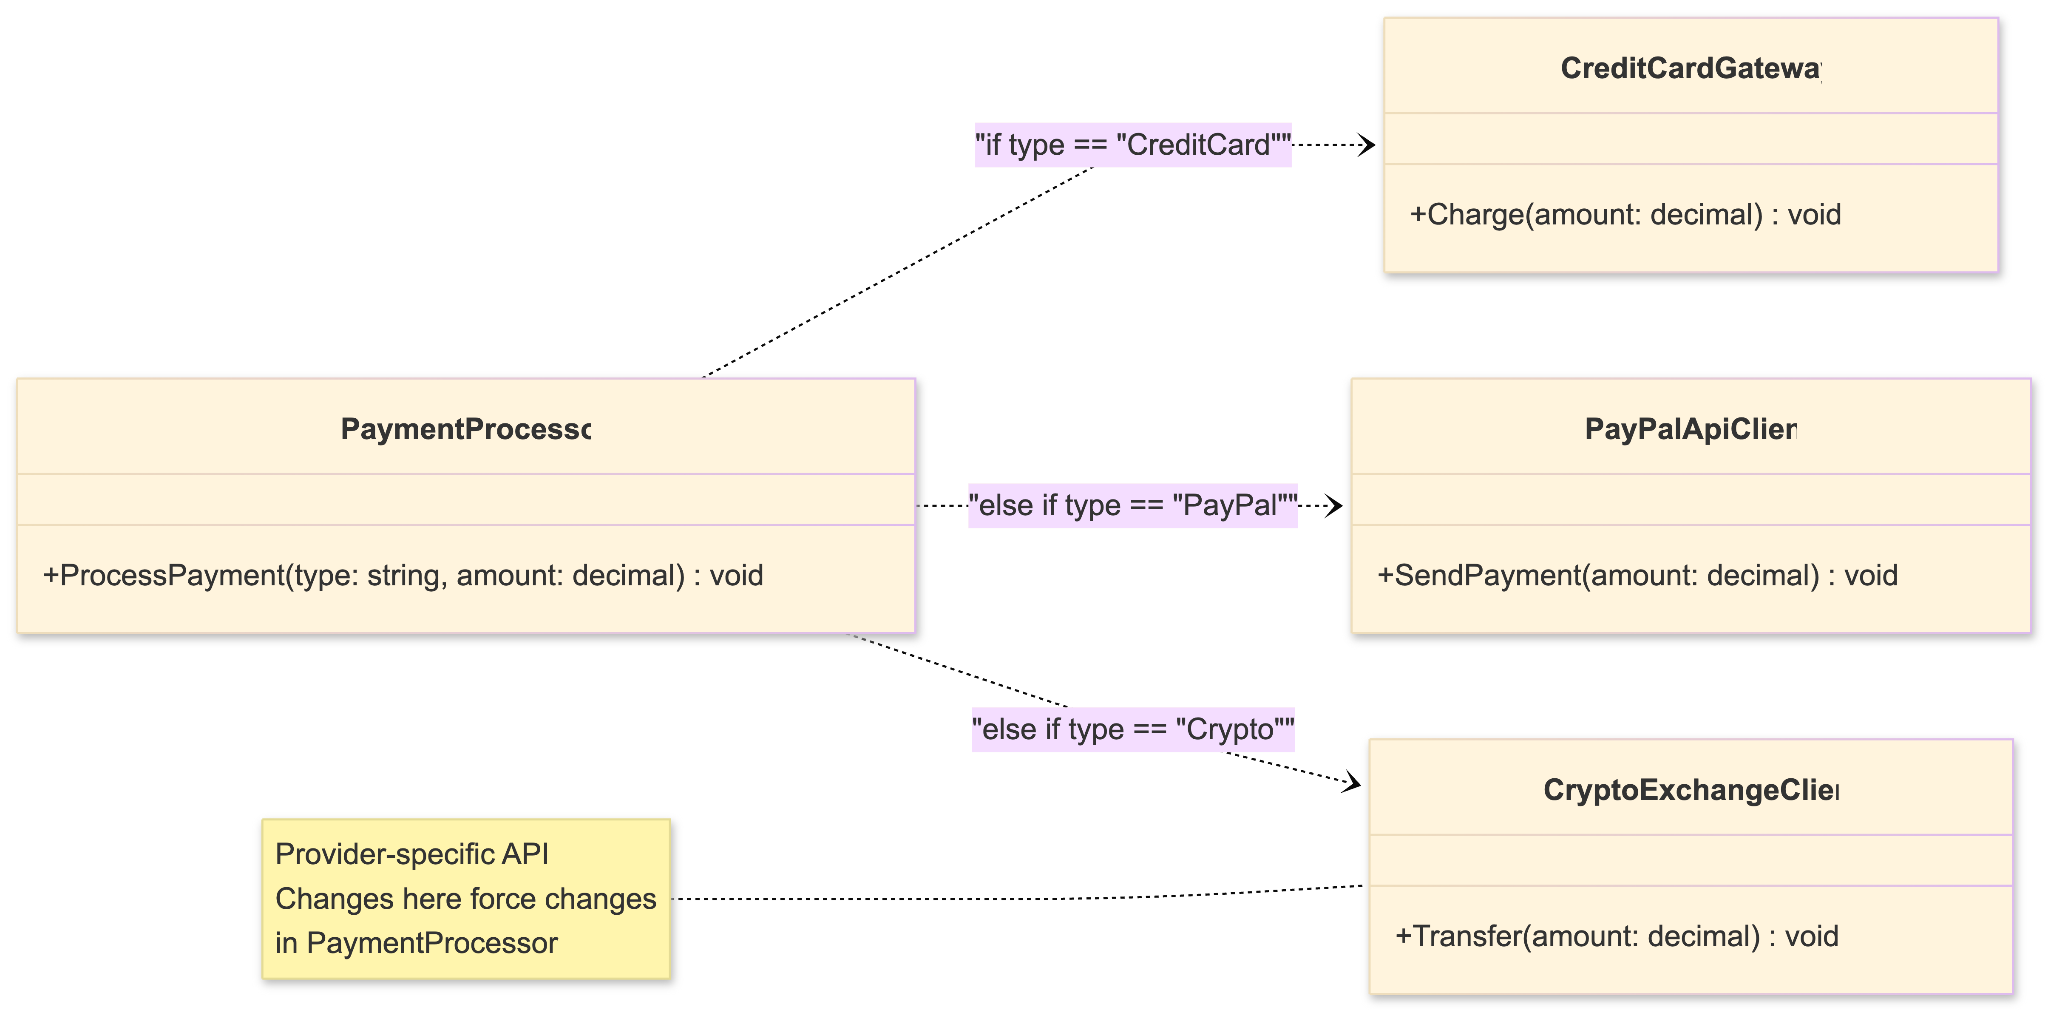 CreditCardGateway
"if type == "CreditCard""
+Charge(amount: decimal) : void
PaymentProcesso
PayPalApiClien
"else if type == "PayPal""
+ProcessPayment(type: string, amount: decimal) : void
+SendPayment(amount: decimal) : void
"else if type == "Crypto""
CryptoExchangeClien
Provider-specific API
Changes here force changes
in PaymentProcessor
+Transfer(amount: decimal) : void